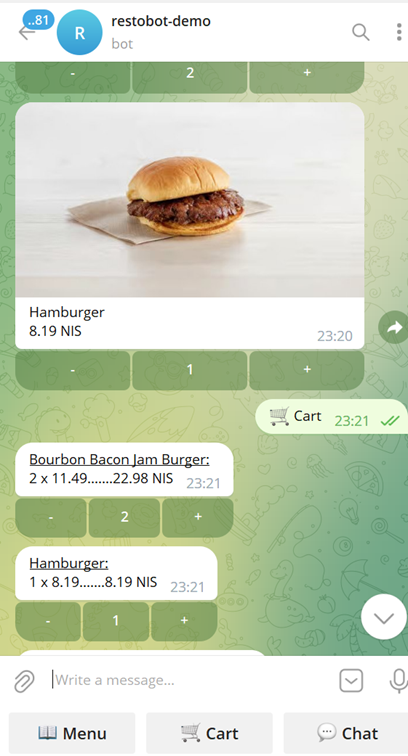 ..81
R
restobot-demo
bot
- 2 +
Hamburger
8.19 NIS
23:20
- 1 +
🛒 Cart 23:21
Bourbon Bacon Jam Burger:
2 x 11.49.......22.98 NIS 23:21
- 2 +
Hamburger:
1 x 8.19.......8.19 NIS 23:21
- 1 +
Write a message...
📖 Menu 🛒 Cart 💬 Chat